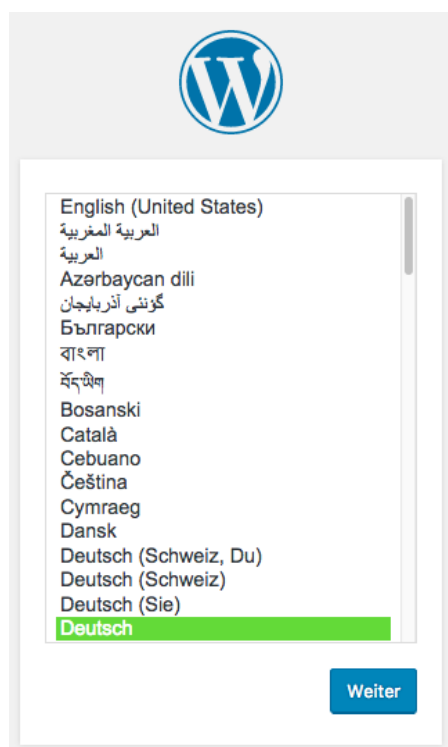 English (United States)
العربية المغربية
العربية
Azərbaycan dili
گؤنئی آذربایجان
Български
বাংলা
བོད་ཡིག
Bosanski
Català
Cebuano
Čeština
Cymraeg
Dansk
Deutsch (Schweiz, Du)
Deutsch (Schweiz)
Deutsch (Sie)
Deutsch
Weiter